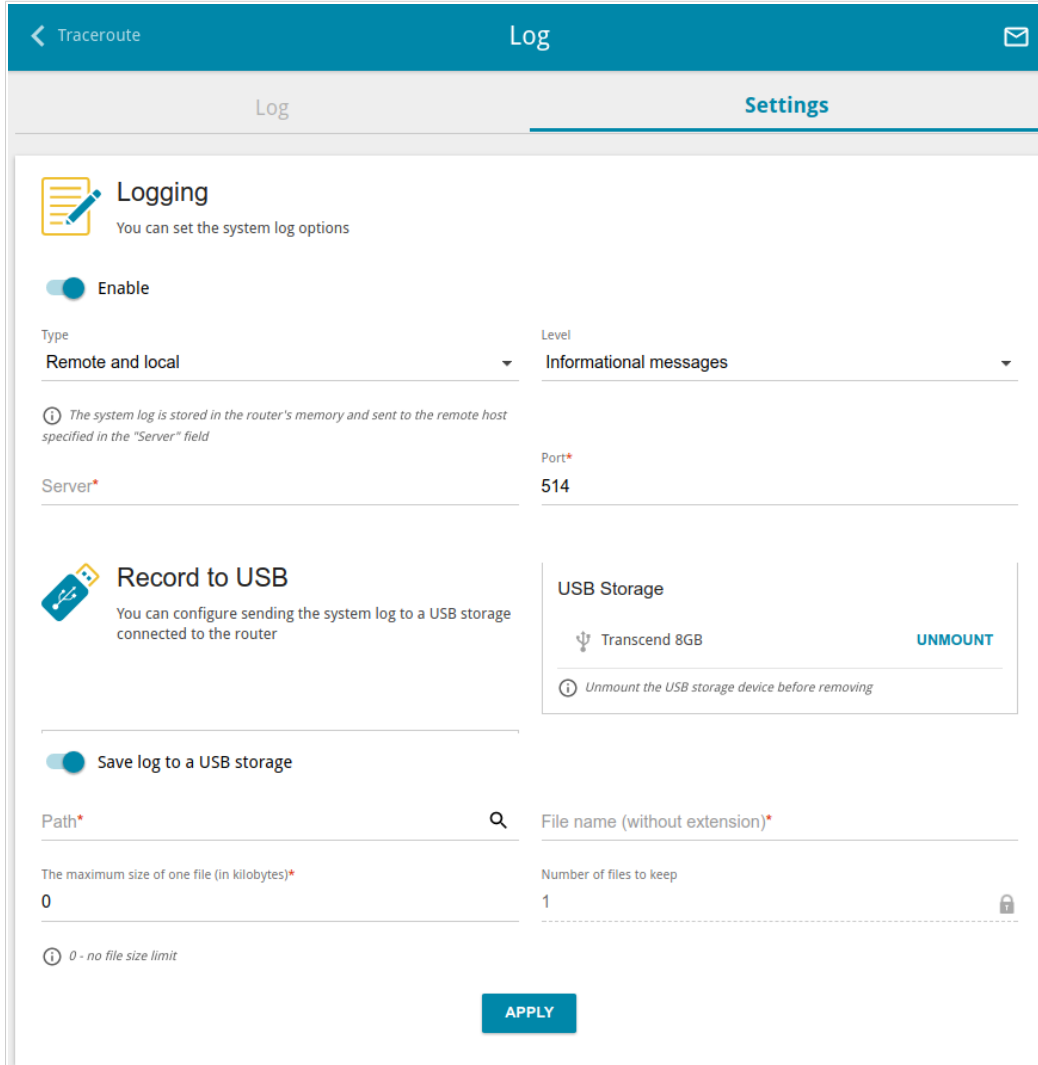 Traceroute
Log
Log
Settings
Logging
You can set the system log options
Enable
Type
Level
Remote and local
Informational messages
The system log is stored in the router's memory and sent to the remote host
specified in the "Server" field
Port*
Server*
514
Record to USB
You can configure sending the system log to a USB storage
connected to the router
USB Storage
Transcend 8GB
UNMOUNT
Unmount the USB storage device before removing
Save log to a USB storage
Path*
File name (without extension)*
The maximum size of one file (in kilobytes)*
Number of files to keep
0
1
0 - no file size limit
APPLY